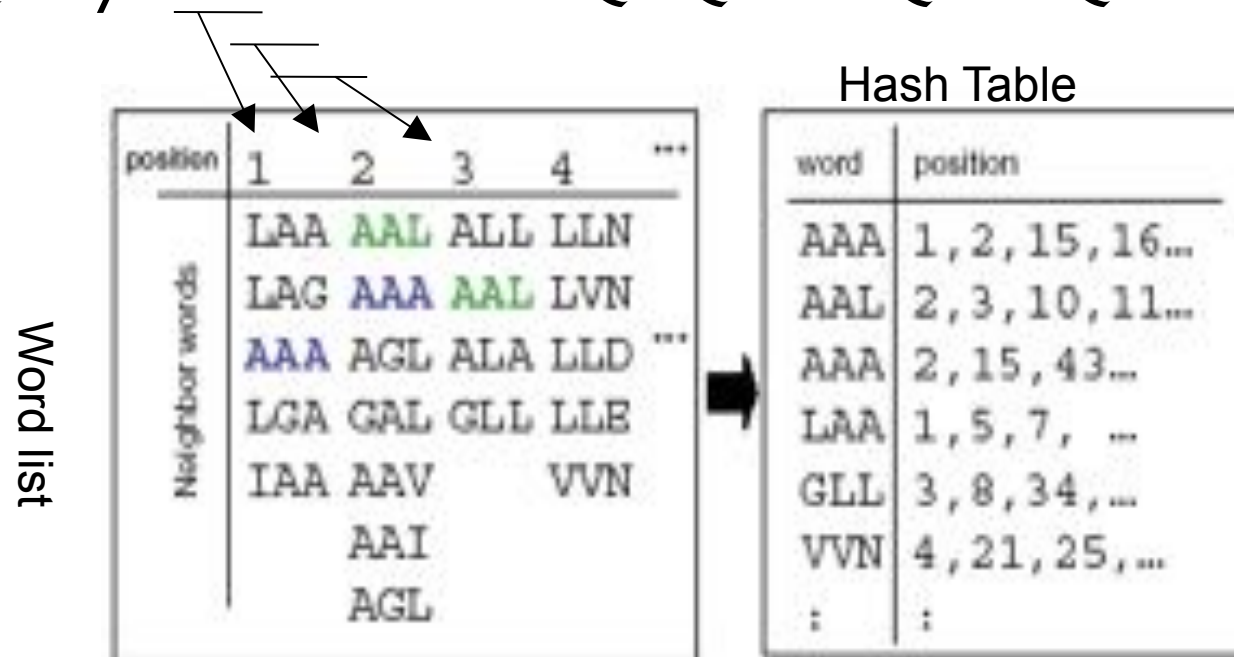 Hash Table
Word list
position 1 2 3 4 ...
Neighbor words
LAA AAL ALL LLN
LAG AAA AAL LVN
AAA AGL ALA LLD ...
LGA GAL GLL LLE
IAA AAV VVN
AAI
AGL
word position
AAA 1,2,15,16...
AAL 2,3,10,11...
AAA 2,15,43...
LAA 1,5,7, ...
GLL 3,8,34,...
VVN 4,21,25,...
: :